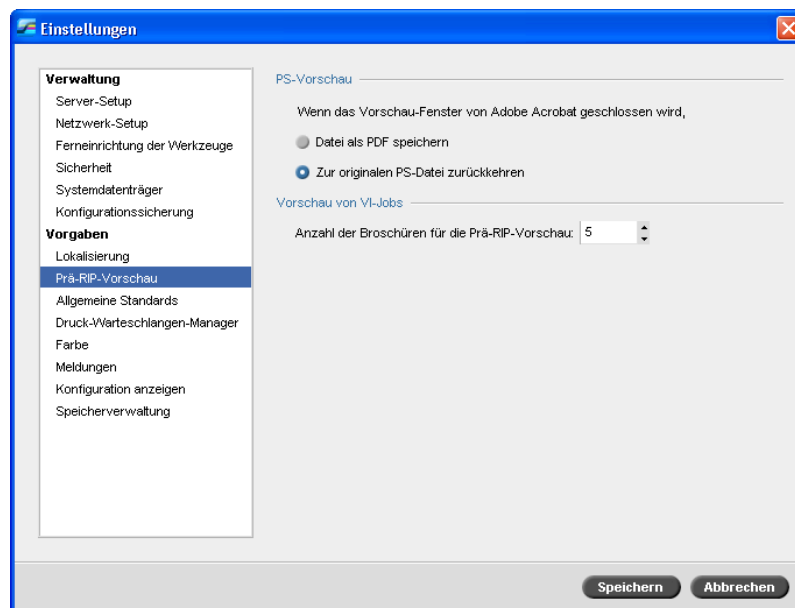 Einstellungen
Verwaltung
Server-Setup
Netzwerk-Setup
Ferneinrichtung der Werkzeuge
Sicherheit
Systemdatenträger
Konfigurationssicherung
Vorgaben
Lokalisierung
Prä-RIP-Vorschau
Allgemeine Standards
Druck-Warteschlangen-Manager
Farbe
Meldungen
Konfiguration anzeigen
Speicherverwaltung
PS-Vorschau
Wenn das Vorschau-Fenster von Adobe Acrobat geschlossen wird,
Datei als PDF speichern
Zur originalen PS-Datei zurückkehren
Vorschau von VI-Jobs
Anzahl der Broschüren für die Prä-RIP-Vorschau: 5
Speichern
Abbrechen